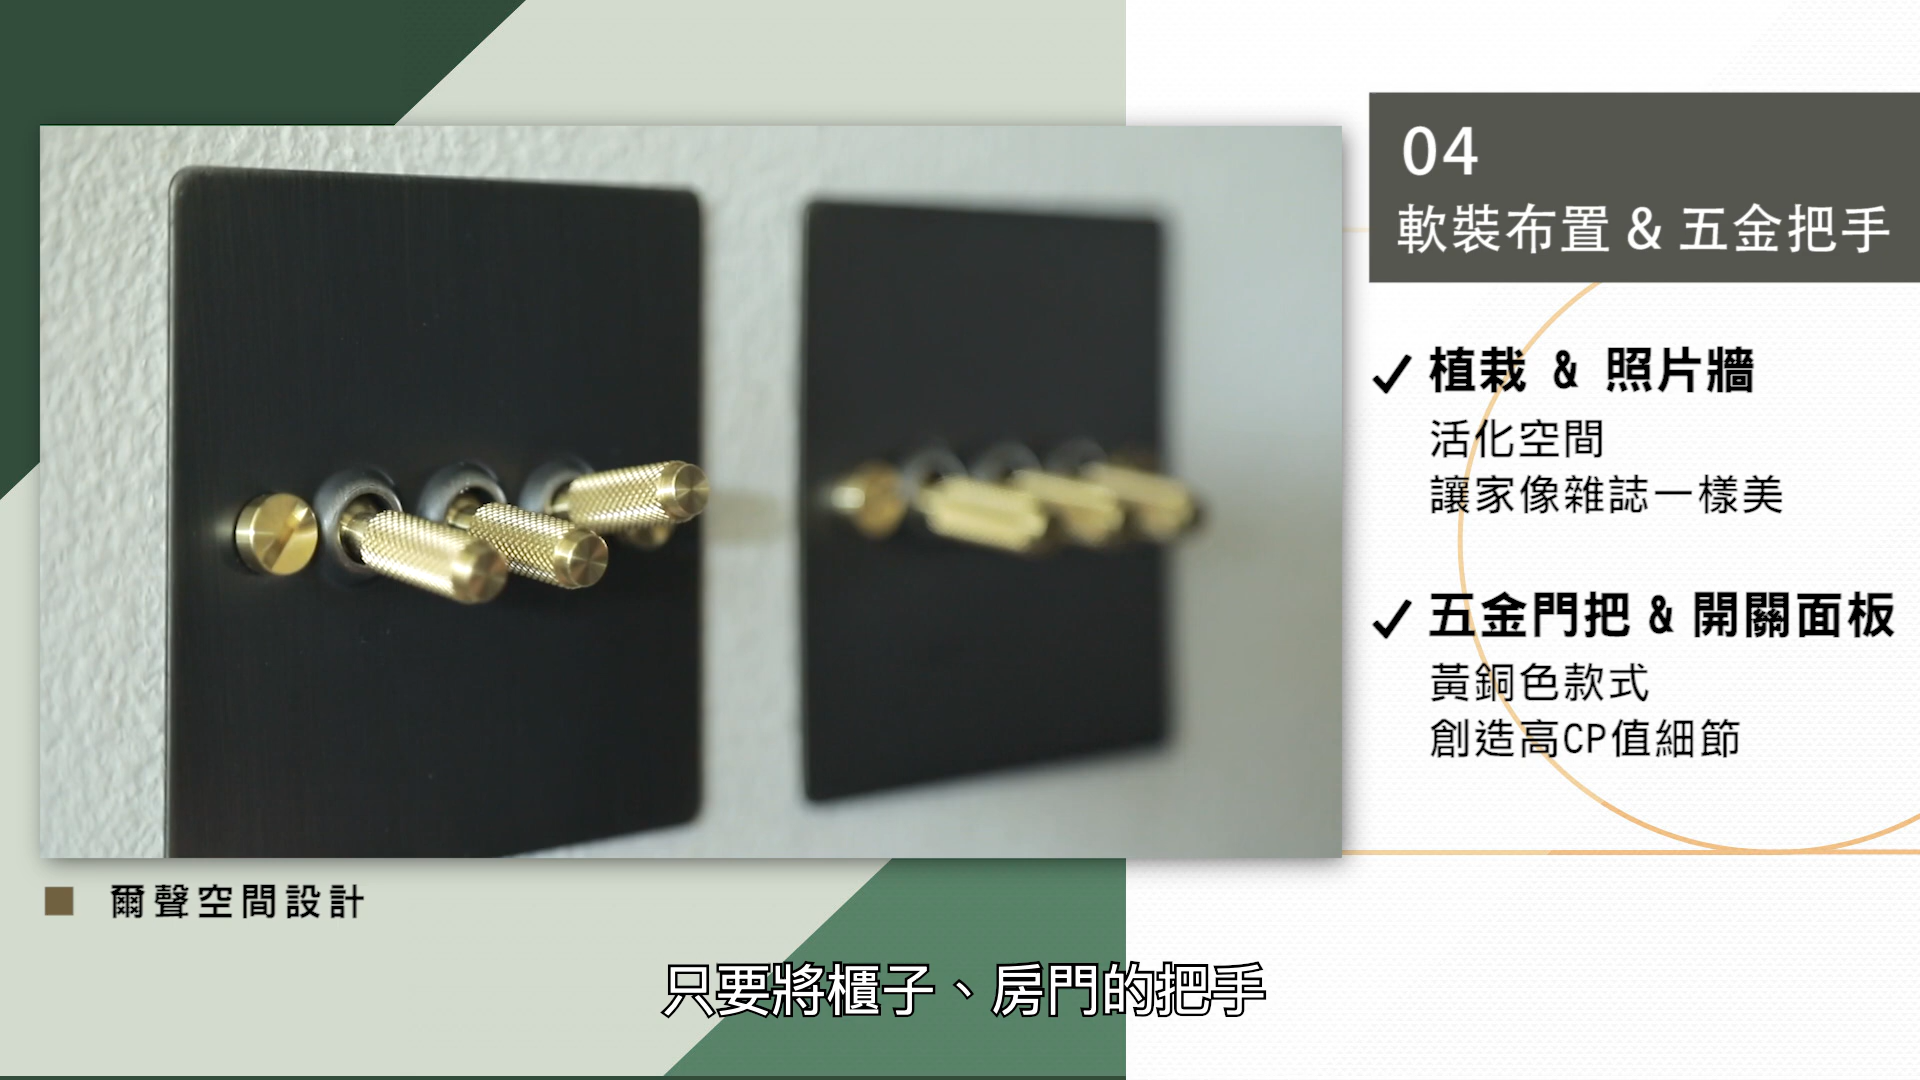 04
軟裝布置 & 五金把手
植栽 & 照片牆
活化空間
讓家像雜誌一樣美
五金門把 & 開關面板
黃銅色款式
創造高CP值細節
爾聲空間設計
只要將櫃子、房門的把手